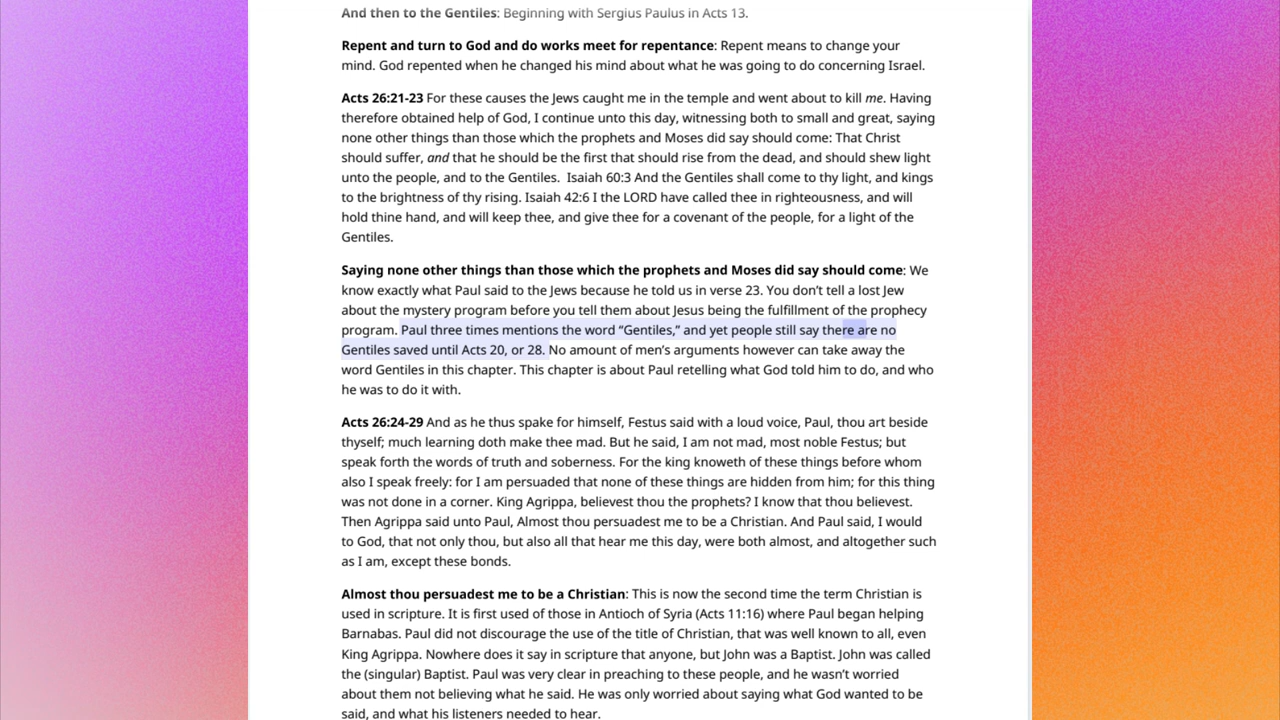 And then to the Gentiles: Beginning with Sergius Paulus in Acts 13.
Repent and turn to God and do works meet for repentance: Repent means to change your
mind. God repented when he changed his mind about what he was going to do concerning Israel.
Acts 26:21-23 For these causes the Jews caught me in the temple and went about to kill me. Having
therefore obtained help of God, I continue unto this day, witnessing both to small and great, saying
none other things than those which the prophets and Moses did say should come: That Christ
should suffer, and that he should be the first that should rise from the dead, and should shew light
unto the people, and to the Gentiles.  Isaiah 60:3 And the Gentiles shall come to thy light, and kings
to the brightness of thy rising. Isaiah 42:6 I the LORD have called thee in righteousness, and will
hold thine hand, and will keep thee, and give thee for a covenant of the people, for a light of the
Gentiles.
Saying none other things than those which the prophets and Moses did say should come: We
know exactly what Paul said to the Jews because he told us in verse 23. You don’t tell a lost Jew
about the mystery program before you tell them about Jesus being the fulfillment of the prophecy
program. Paul three times mentions the word “Gentiles,” and yet people still say there are no
Gentiles saved until Acts 20, or 28. No amount of men’s arguments however can take away the
word Gentiles in this chapter. This chapter is about Paul retelling what God told him to do, and who
he was to do it with.
Acts 26:24-29 And as he thus spake for himself, Festus said with a loud voice, Paul, thou art beside
thyself; much learning doth make thee mad. But he said, I am not mad, most noble Festus; but
speak forth the words of truth and soberness. For the king knoweth of these things before whom
also I speak freely: for I am persuaded that none of these things are hidden from him; for this thing
was not done in a corner. King Agrippa, believest thou the prophets? I know that thou believest.
Then Agrippa said unto Paul, Almost thou persuadest me to be a Christian. And Paul said, I would
to God, that not only thou, but also all that hear me this day, were both almost, and altogether such
as I am, except these bonds.
Almost thou persuadest me to be a Christian: This is now the second time the term Christian is
used in scripture. It is first used of those in Antioch of Syria (Acts 11:16) where Paul began helping
Barnabas. Paul did not discourage the use of the title of Christian, that was well known to all, even
King Agrippa. Nowhere does it say in scripture that anyone, but John was a Baptist. John was called
the (singular) Baptist. Paul was very clear in preaching to these people, and he wasn’t worried
about them not believing what he said. He was only worried about saying what God wanted to be
said, and what his listeners needed to hear.